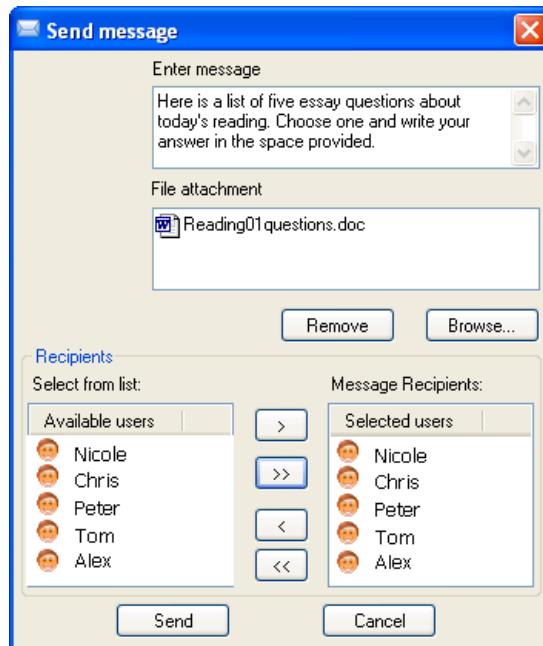 Send message
Enter message
Here is a list of five essay questions about
today's reading. Choose one and write your
answer in the space provided.
File attachment
Reading01questions.doc
Remove
Browse...
Recipients
Select from list:
Message Recipients:
Available users
Selected users
>
>>
<
<<
Nicole
Chris
Peter
Tom
Alex
Nicole
Chris
Peter
Tom
Alex
Send
Cancel